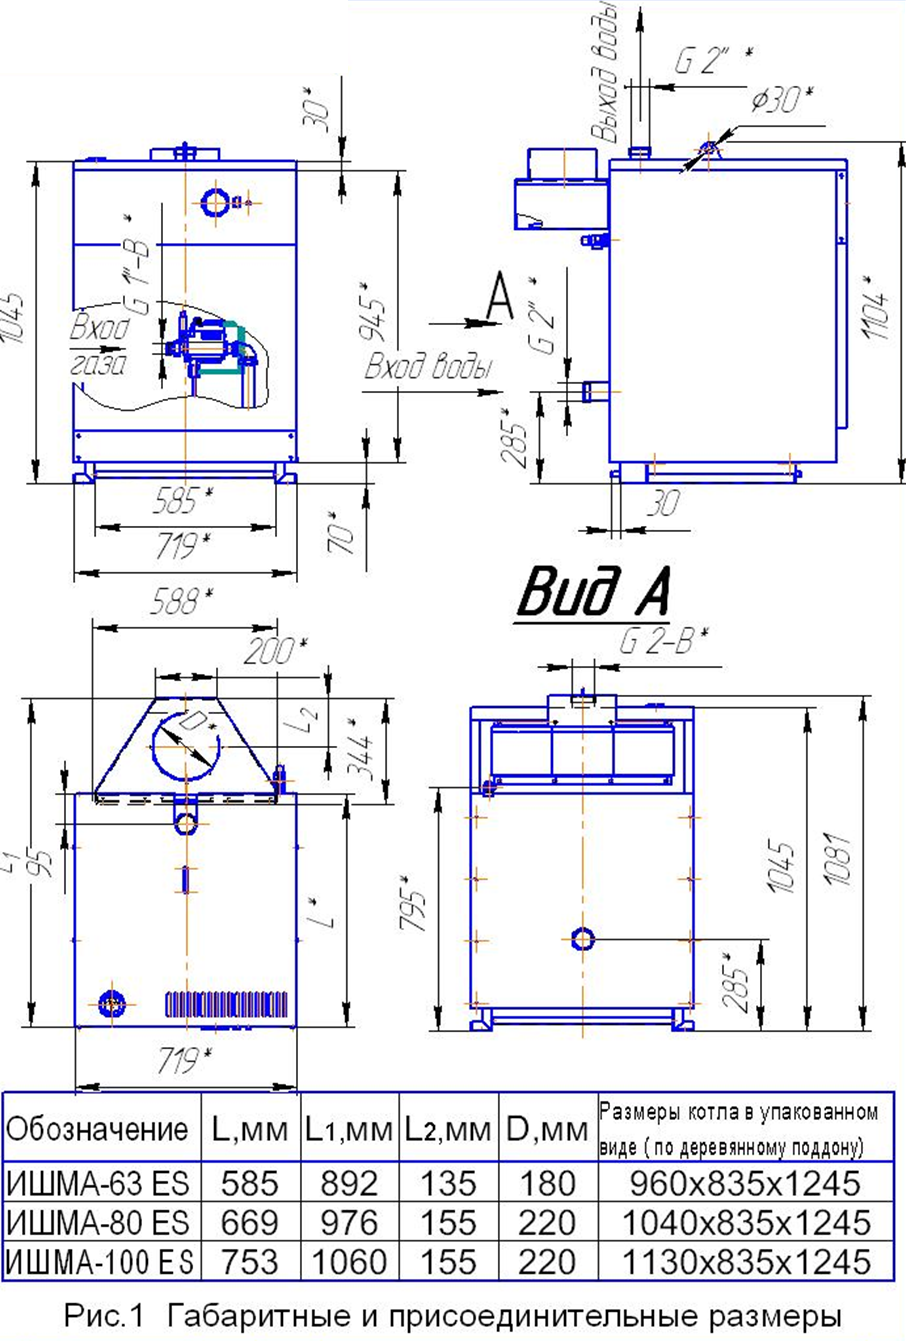 Выход воды
G 2" *
30*
ϕ30*
1045
G 1"-B *
Вход
газа
945*
A
G 2" *
1104*
Вход воды
285*
585*
30
719*
70*
Вид А
588*
G 2-B*
200*
D*
L2
344*
L1
95
L*
795*
1045
1081
285*
719*
Обозначение L,мм L1,мм L2,мм D,мм Размеры котла в упакованном
виде ( по деревянному поддону)
ИШМА-63 ES 585 892 135 180 960x835x1245
ИШМА-80 ES 669 976 155 220 1040x835x1245
ИШМА-100 ES 753 1060 155 220 1130x835x1245
Рис.1 Габаритные и присоединительные размеры